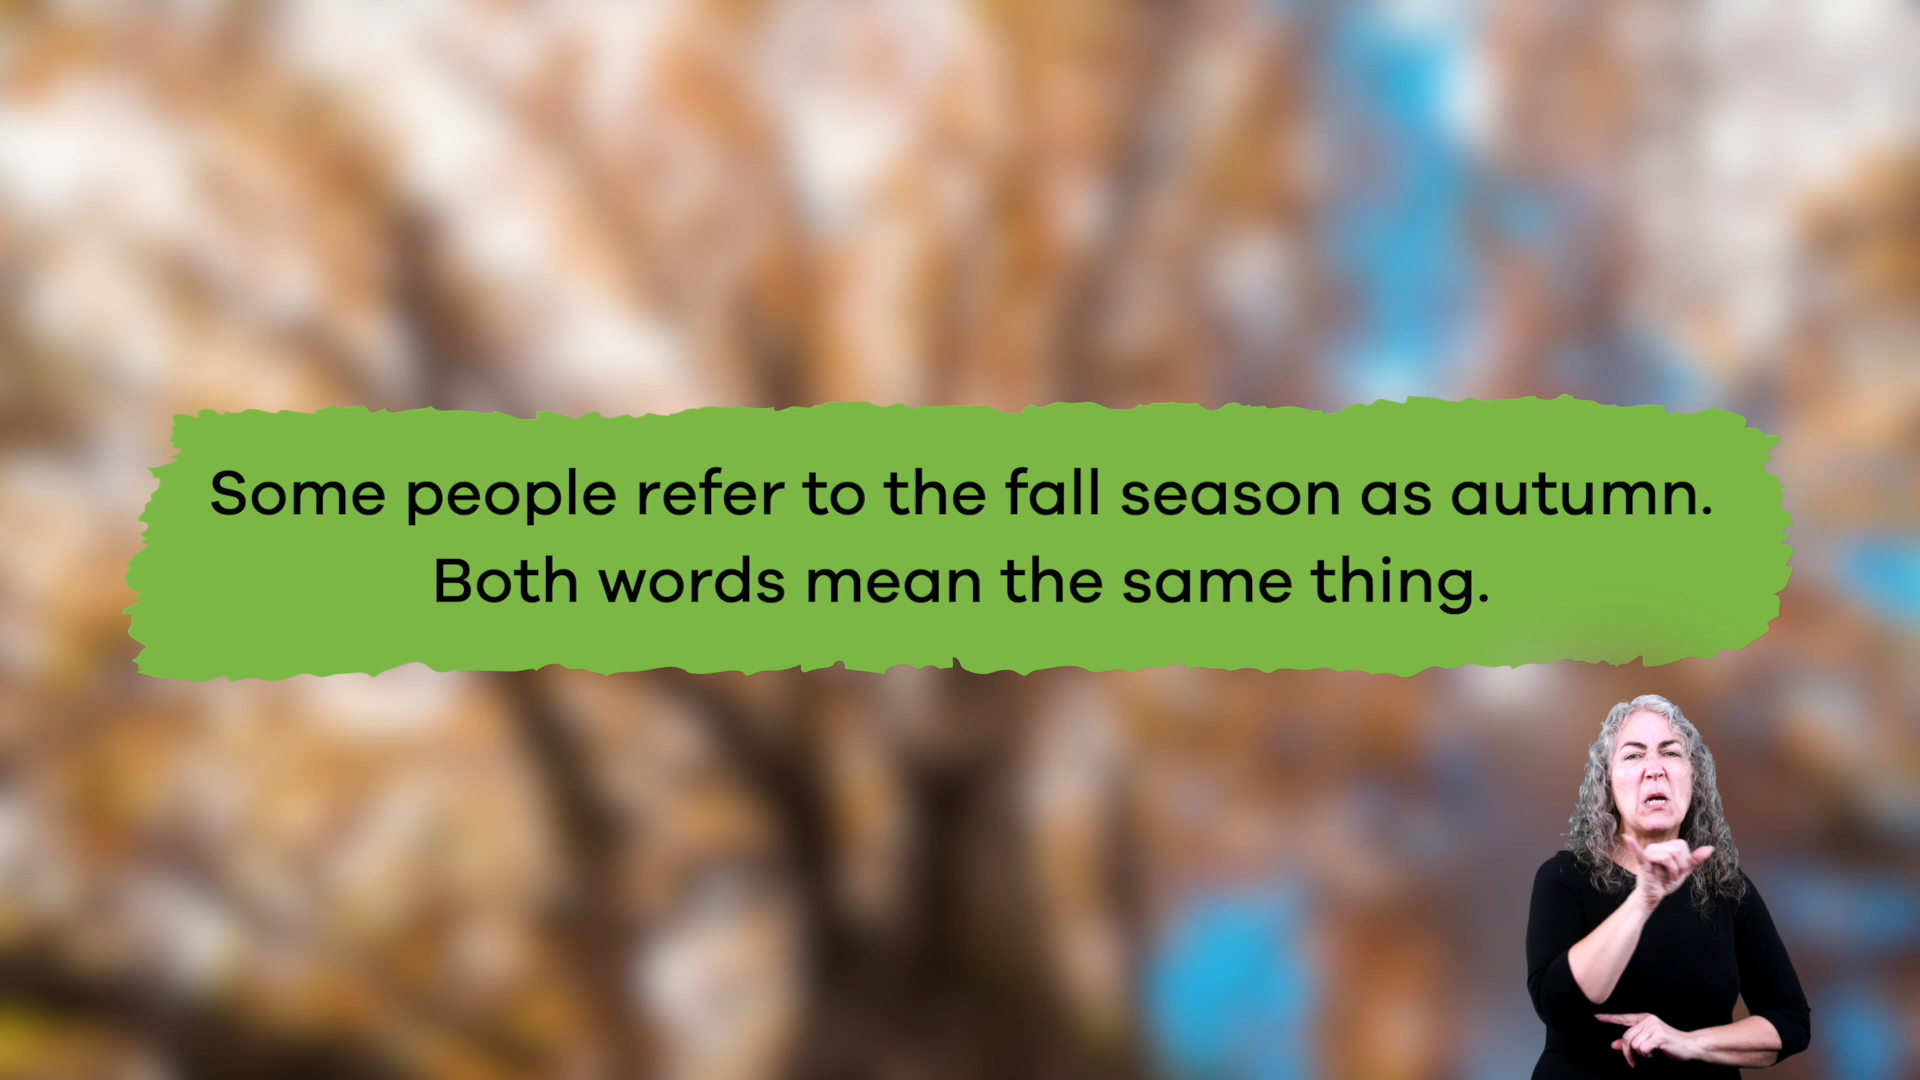 Some people refer to the fall season as autumn.
Both words mean the same thing.